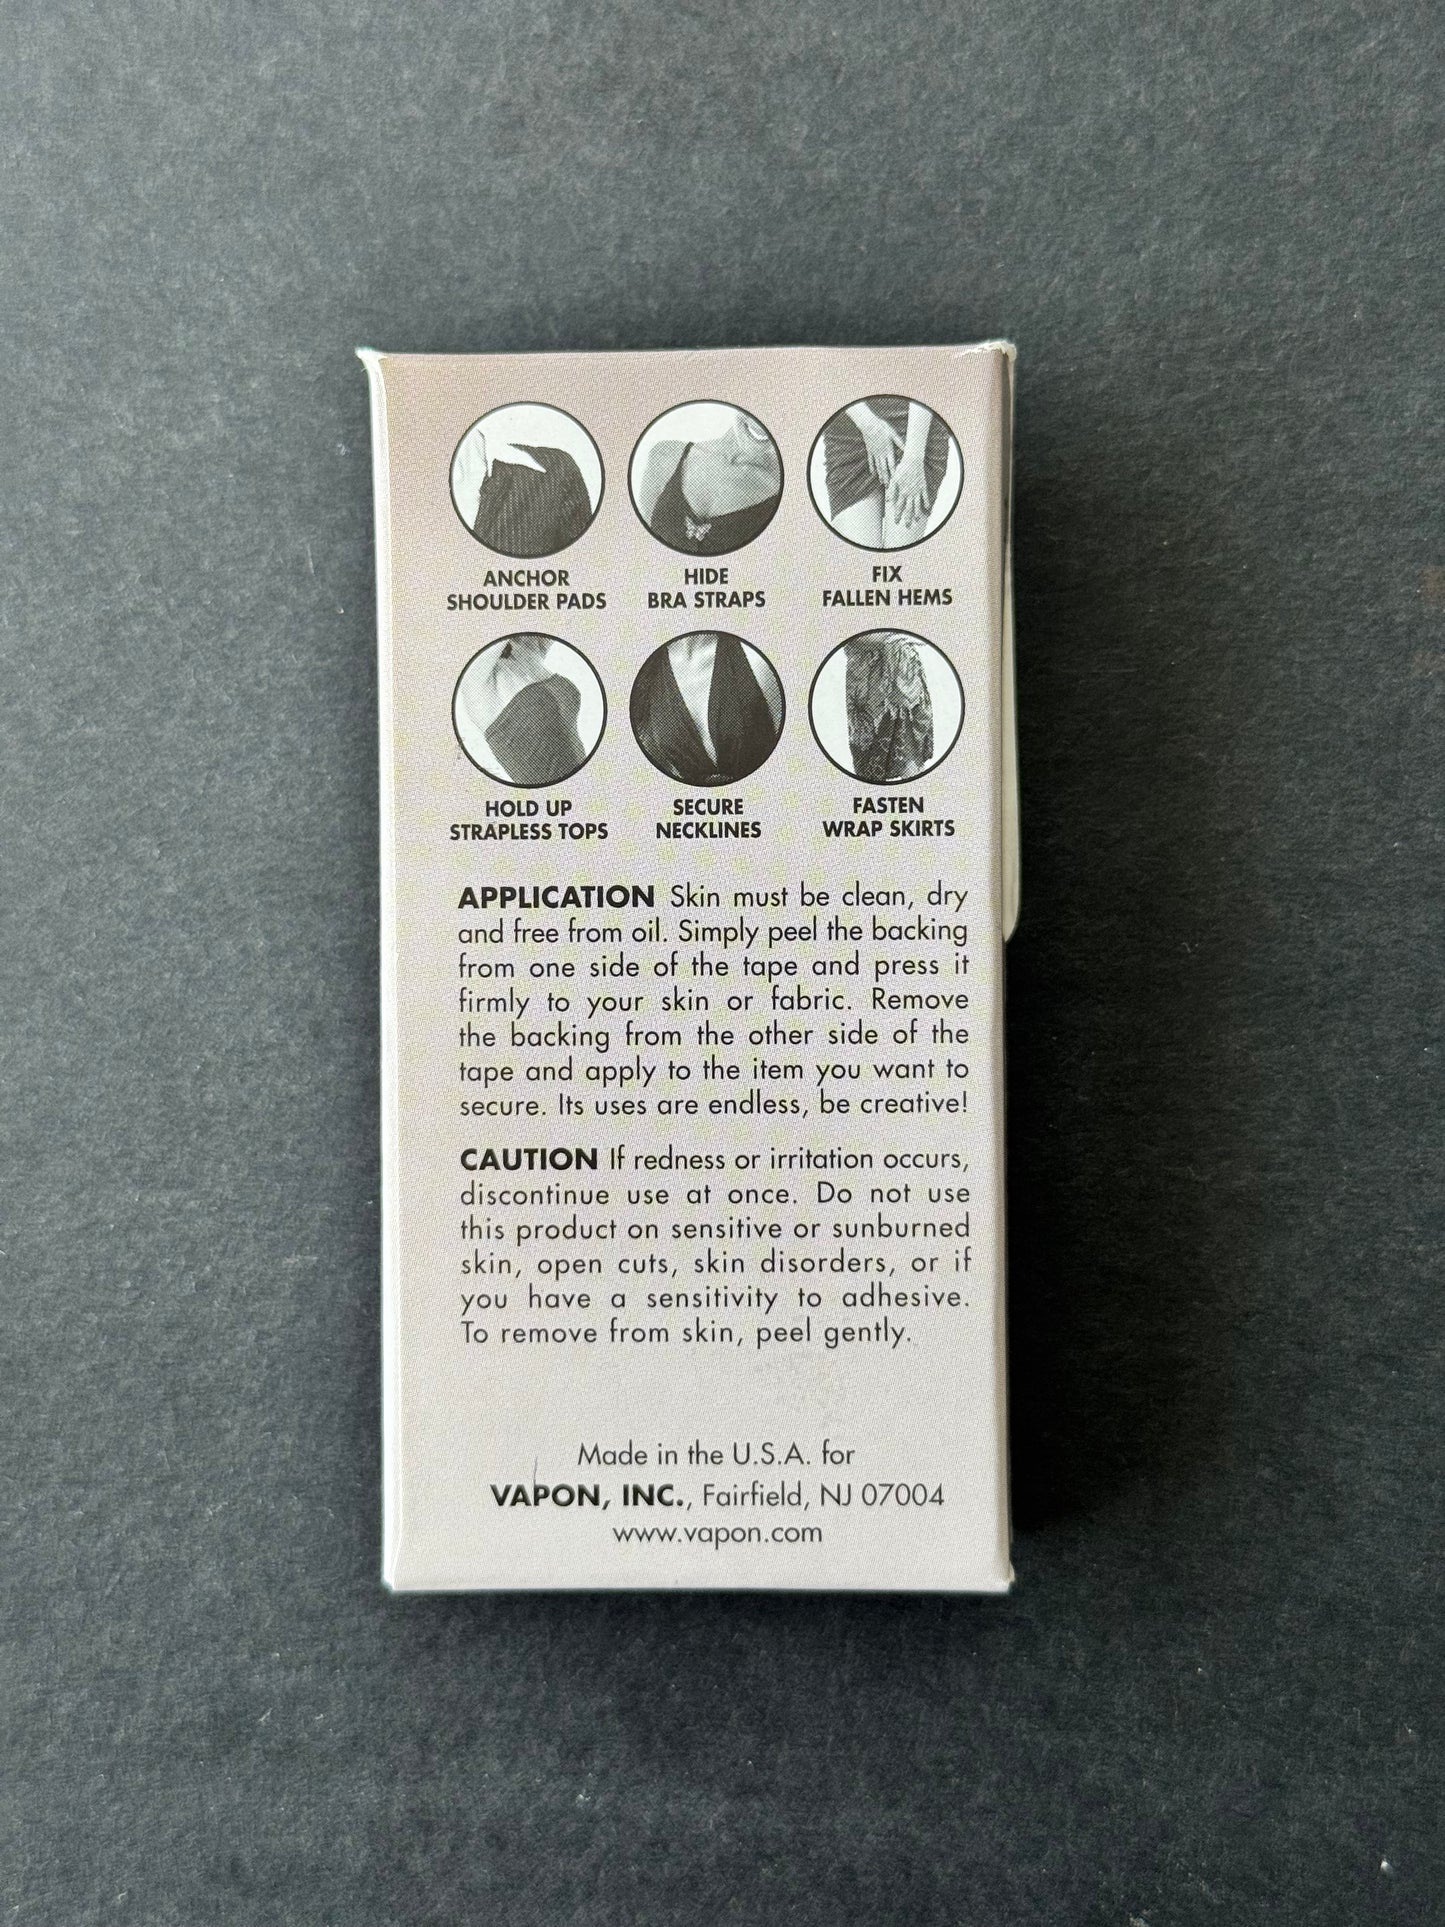 ANCHOR
SHOULDER PADS
HIDE
BRA STRAPS
FIX
FALLEN HEMS
HOLD UP
STRAPLESS TOPS
SECURE
NECKLINES
FASTEN
WRAP SKIRTS
APPLICATION Skin must be clean, dry
and free from oil. Simply peel the backing
from one side of the tape and press it
firmly to your skin or fabric. Remove
the backing from the other side of the
tape and apply to the item you want to
secure. Its uses are endless, be creative!
CAUTION If redness or irritation occurs,
discontinue use at once. Do not use
this product on sensitive or sunburned
skin, open cuts, skin disorders, or if
you have a sensitivity to adhesive.
To remove from skin, peel gently.
Made in the U.S.A. for
VAPON, INC., Fairfield, NJ 07004
www.vapon.com